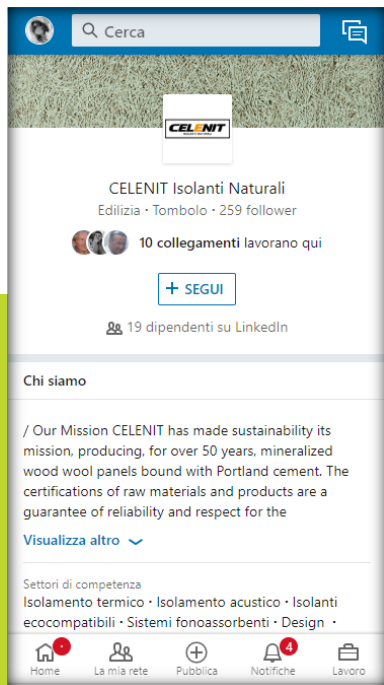 Cerca
CELENIT
CELENIT Isolanti Naturali
Edilizia • Tombolo • 259 follower
10 collegamenti lavorano qui
+ SEGUI
19 dipendenti su LinkedIn
Chi siamo
/ Our Mission CELENIT has made sustainability its
mission, producing, for over 50 years, mineralized
wood wool panels bound with Portland cement. The
certifications of raw materials and products are a
guarantee of reliability and respect for the
Visualizza altro
Settori di competenza
Isolamento termico • Isolamento acustico • Isolanti
ecocompatibili • Sistemi fonoassorbenti • Design •
4
Home La mia rete Pubblica Notifiche Lavoro